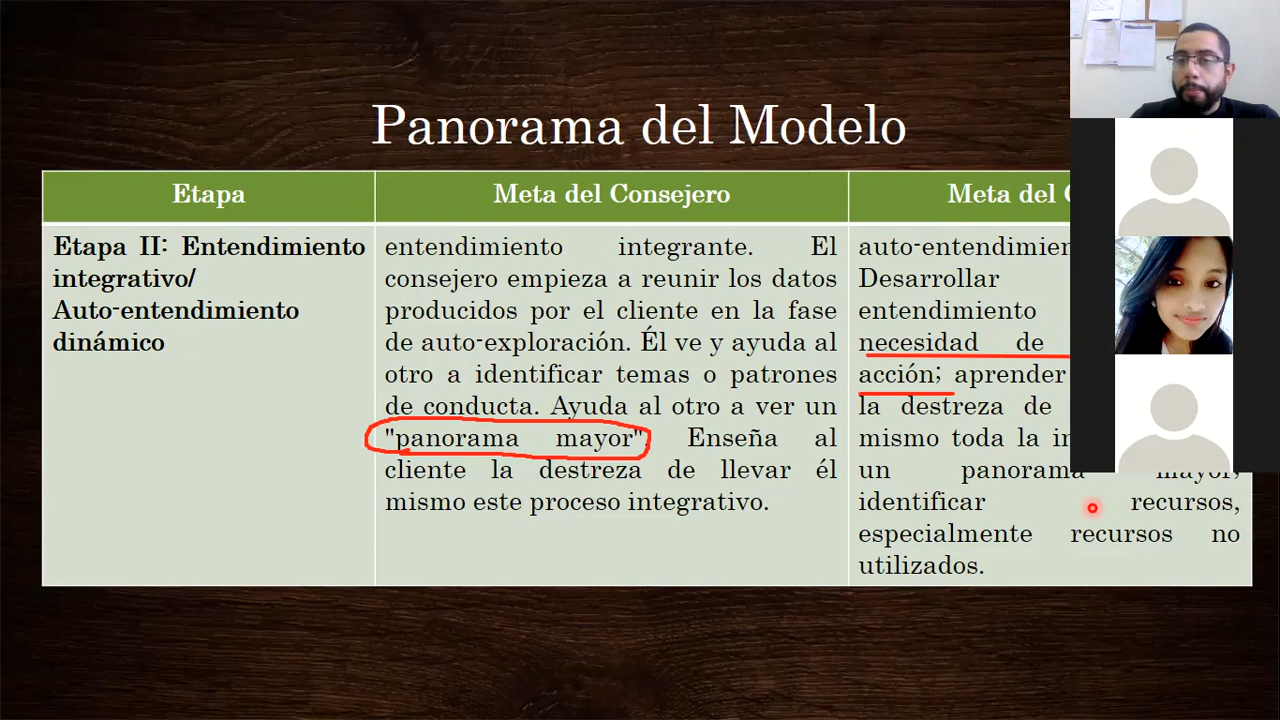 Panorama del Modelo
Etapa
Meta del Consejero
Meta del
Etapa II: Entendimiento
integrativo/
Auto-entendimiento
dinámico
entendimiento integrante. El
consejero empieza a reunir los datos
producidos por el cliente en la fase
de auto-exploración. Él ve y ayuda al
otro a identificar temas o patrones
de conducta. Ayuda al otro a ver un
"panorama mayor". Enseña al
cliente la destreza de llevar él
mismo este proceso integrativo.
Desarrollar
entendimiento
necesidad de
acción; aprender
la destreza de
mismo toda la
un panorama mayor,
identificar recursos,
especialmente recursos no
utilizados.